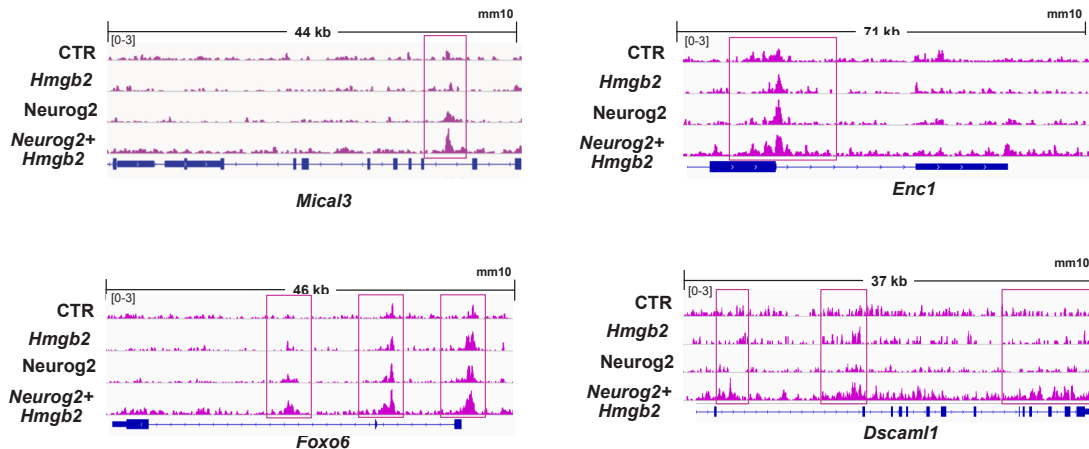 mm10
44 kb
[0-3]
CTR
Hmgb2
Neurog2
Neurog2+
Hmgb2
Mical3
mm10
71 kb
[0-3]
CTR
Hmgb2
Neurog2
Neurog2+
Hmgb2
Enc1
mm10
46 kb
[0-3]
CTR
Hmgb2
Neurog2
Neurog2+
Hmgb2
Foxo6
mm10
37 kb
[0-3]
CTR
Hmgb2
Neurog2
Neurog2+
Hmgb2
Dscaml1